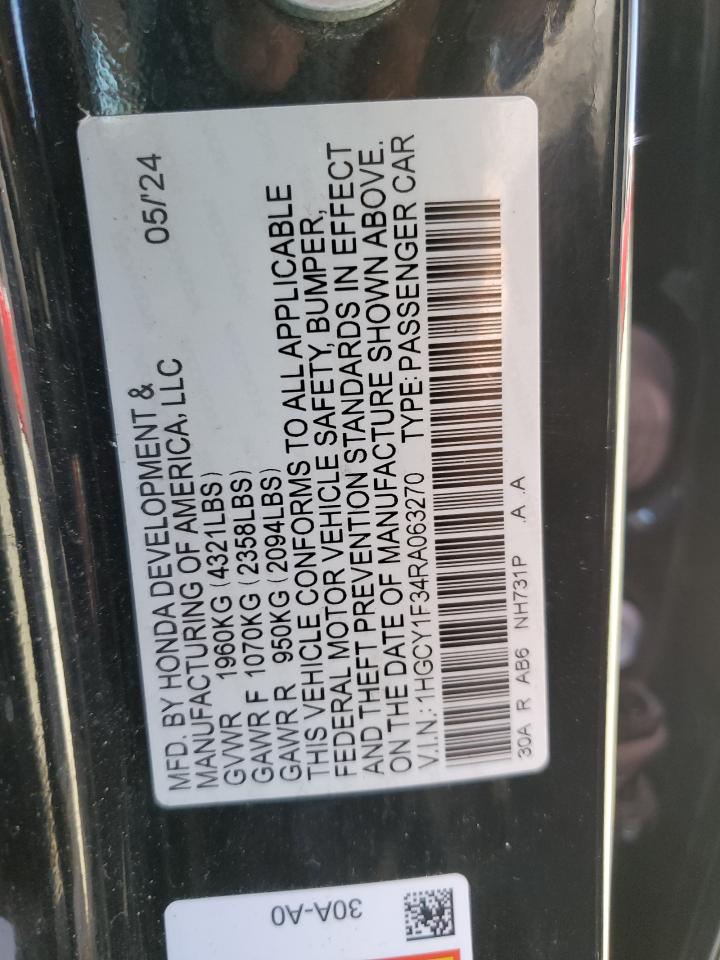 MFD. BY HONDA DEVELOPMENT &
MANUFACTURING OF AMERICA, LLC 05/'24
GVWR 1960KG (4321LBS)
GAWR F 1070KG (2358LBS)
GAWR R 950KG (2094LBS)
THIS VEHICLE CONFORMS TO ALL APPLICABLE
FEDERAL MOTOR VEHICLE SAFETY, BUMPER,
AND THEFT PREVENTION STANDARDS IN EFFECT
ON THE DATE OF MANUFACTURE SHOWN ABOVE.
V.I.N.: 1HGCY1F34RA063270 TYPE: PASSENGER CAR
30A R AB6 NH731P .A .A
30A-A0